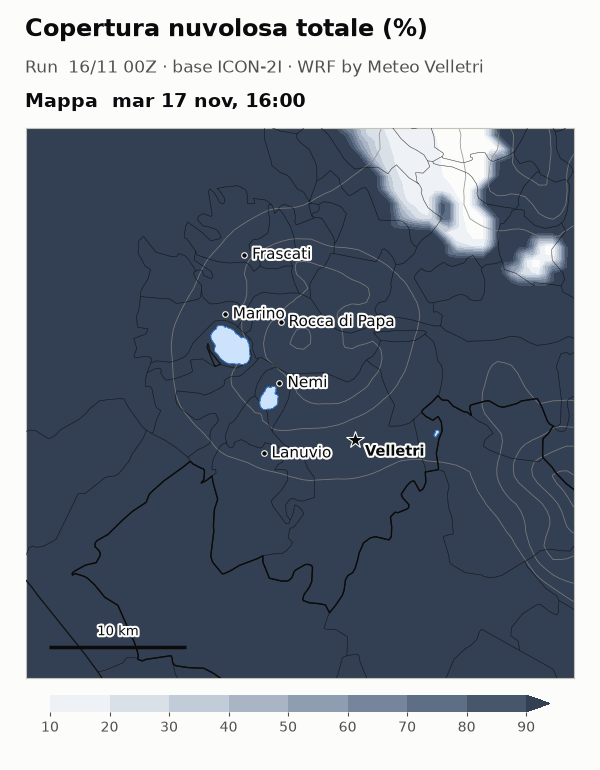 Copertura nuvolosa totale (%)
Run  16/11 00Z · base ICON-2I · WRF by Meteo Velletri
Mappa  mar 17 nov, 16:00
Frascati
Marino
Rocca di Papa
Nemi
Velletri
Lanuvio
10 km
10 20 30 40 50 60 70 80 90